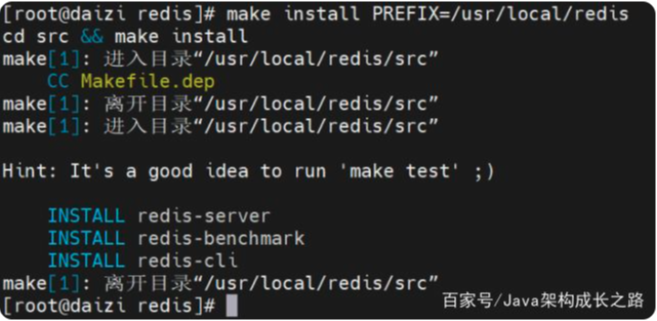 [root@daizi redis]# make install PREFIX=/usr/local/redis
cd src && make install
make[1]: 进入目录“/usr/local/redis/src”
    CC Makefile.dep
make[1]: 离开目录“/usr/local/redis/src”
make[1]: 进入目录“/usr/local/redis/src”
Hint: It's a good idea to run 'make test' ;)
    INSTALL redis-server
    INSTALL redis-benchmark
    INSTALL redis-cli
make[1]: 离开目录“/usr/local/redis/src”
[root@daizi redis]#
百家号/Java架构成长之路